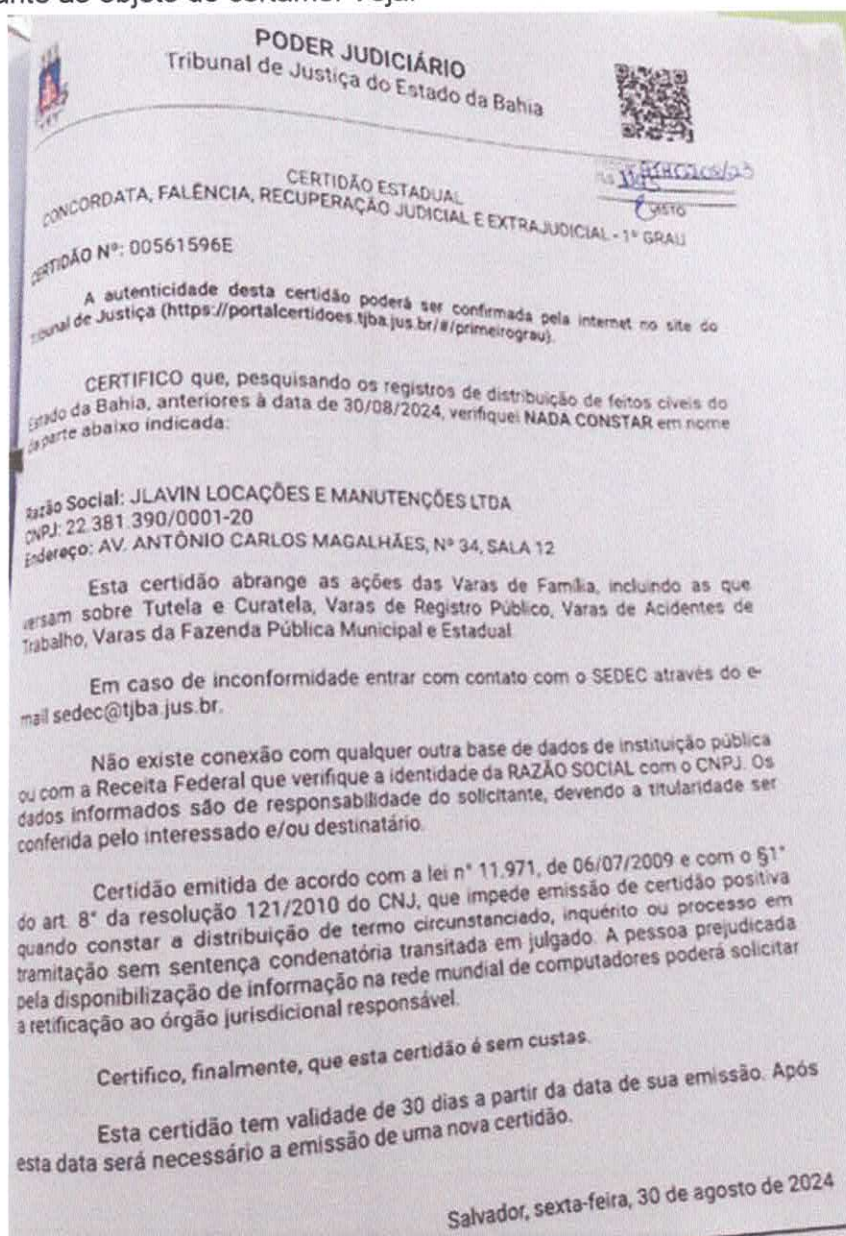 PODER JUDICIÁRIO
Tribunal de Justiça do Estado da Bahia
CERTIDÃO ESTADUAL
CONCORDATA, FALÊNCIA, RECUPERAÇÃO JUDICIAL E EXTRAJUDICIAL - 1º GRAU
VISTO
CERTIDÃO Nº: 00561596E
A autenticidade desta certidão poderá ser confirmada pela internet no site do
Tribunal de Justiça (https://portalcertidoes.tjba.jus.br/#/primeirograu).
CERTIFICO que, pesquisando os registros de distribuição de feitos cíveis do
Estado da Bahia, anteriores à data de 30/08/2024, verifiquei NADA CONSTAR em nome
da parte abaixo indicada:
Razão Social: JLAVIN LOCAÇÕES E MANUTENÇÕES LTDA
CNPJ: 22.381.390/0001-20
Endereço: AV. ANTÔNIO CARLOS MAGALHÃES, Nº 34, SALA 12
Esta certidão abrange as ações das Varas de Família, incluindo as que
versam sobre Tutela e Curatela, Varas de Registro Público, Varas de Acidentes de
Trabalho, Varas da Fazenda Pública Municipal e Estadual.
Em caso de inconformidade entrar com contato com o SEDEC através do e-
mail sedec@tjba.jus.br.
Não existe conexão com qualquer outra base de dados de instituição pública
ou com a Receita Federal que verifique a identidade da RAZÃO SOCIAL com o CNPJ. Os
dados informados são de responsabilidade do solicitante, devendo a titularidade ser
conferida pelo interessado e/ou destinatário.
Certidão emitida de acordo com a lei n° 11.971, de 06/07/2009 e com o §1°
do art. 8° da resolução 121/2010 do CNJ, que impede emissão de certidão positiva
quando constar a distribuição de termo circunstanciado, inquérito ou processo em
tramitação sem sentença condenatória transitada em julgado. A pessoa prejudicada
pela disponibilização de informação na rede mundial de computadores poderá solicitar
a retificação ao órgão jurisdicional responsável.
Certifico, finalmente, que esta certidão é sem custas.
Esta certidão tem validade de 30 dias a partir da data de sua emissão. Após
esta data será necessário a emissão de uma nova certidão.
Salvador, sexta-feira, 30 de agosto de 2024